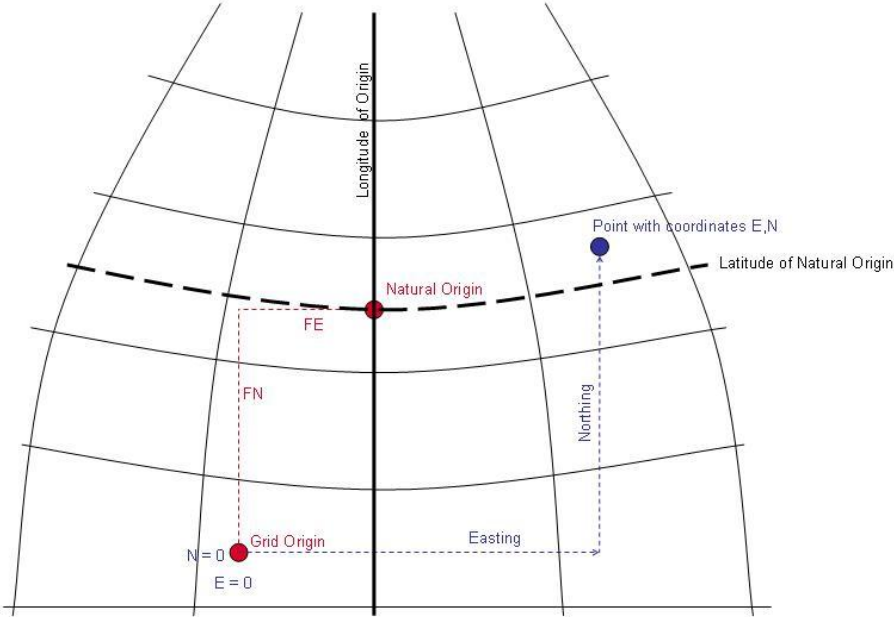 Longitude of Origin
Point with coordinates E,N
Latitude of Natural Origin
Natural Origin
FE
FN
Northing
Grid Origin
Easting
N = 0
E = 0